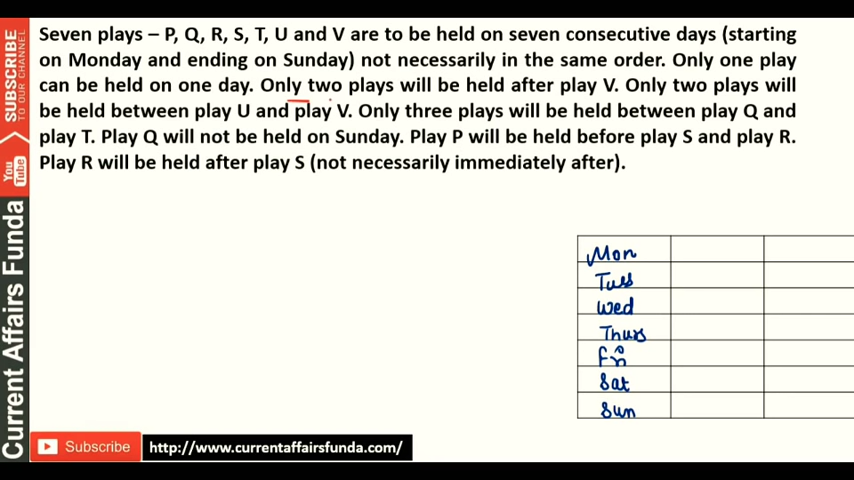 Seven plays – P, Q, R, S, T, U and V are to be held on seven consecutive days (starting
on Monday and ending on Sunday) not necessarily in the same order. Only one play
can be held on one day. Only two plays will be held after play V. Only two plays will
be held between play U and play V. Only three plays will be held between play Q and
play T. Play Q will not be held on Sunday. Play P will be held before play S and play R.
Play R will be held after play S (not necessarily immediately after).
Mon
Tues
Wed
Thurs
Fri
Sat
Sun
SUBSCRIBE
TO OUR CHANNEL
You
Tube
Current Affairs Funda
Subscribe
http://www.currentaffairsfunda.com/